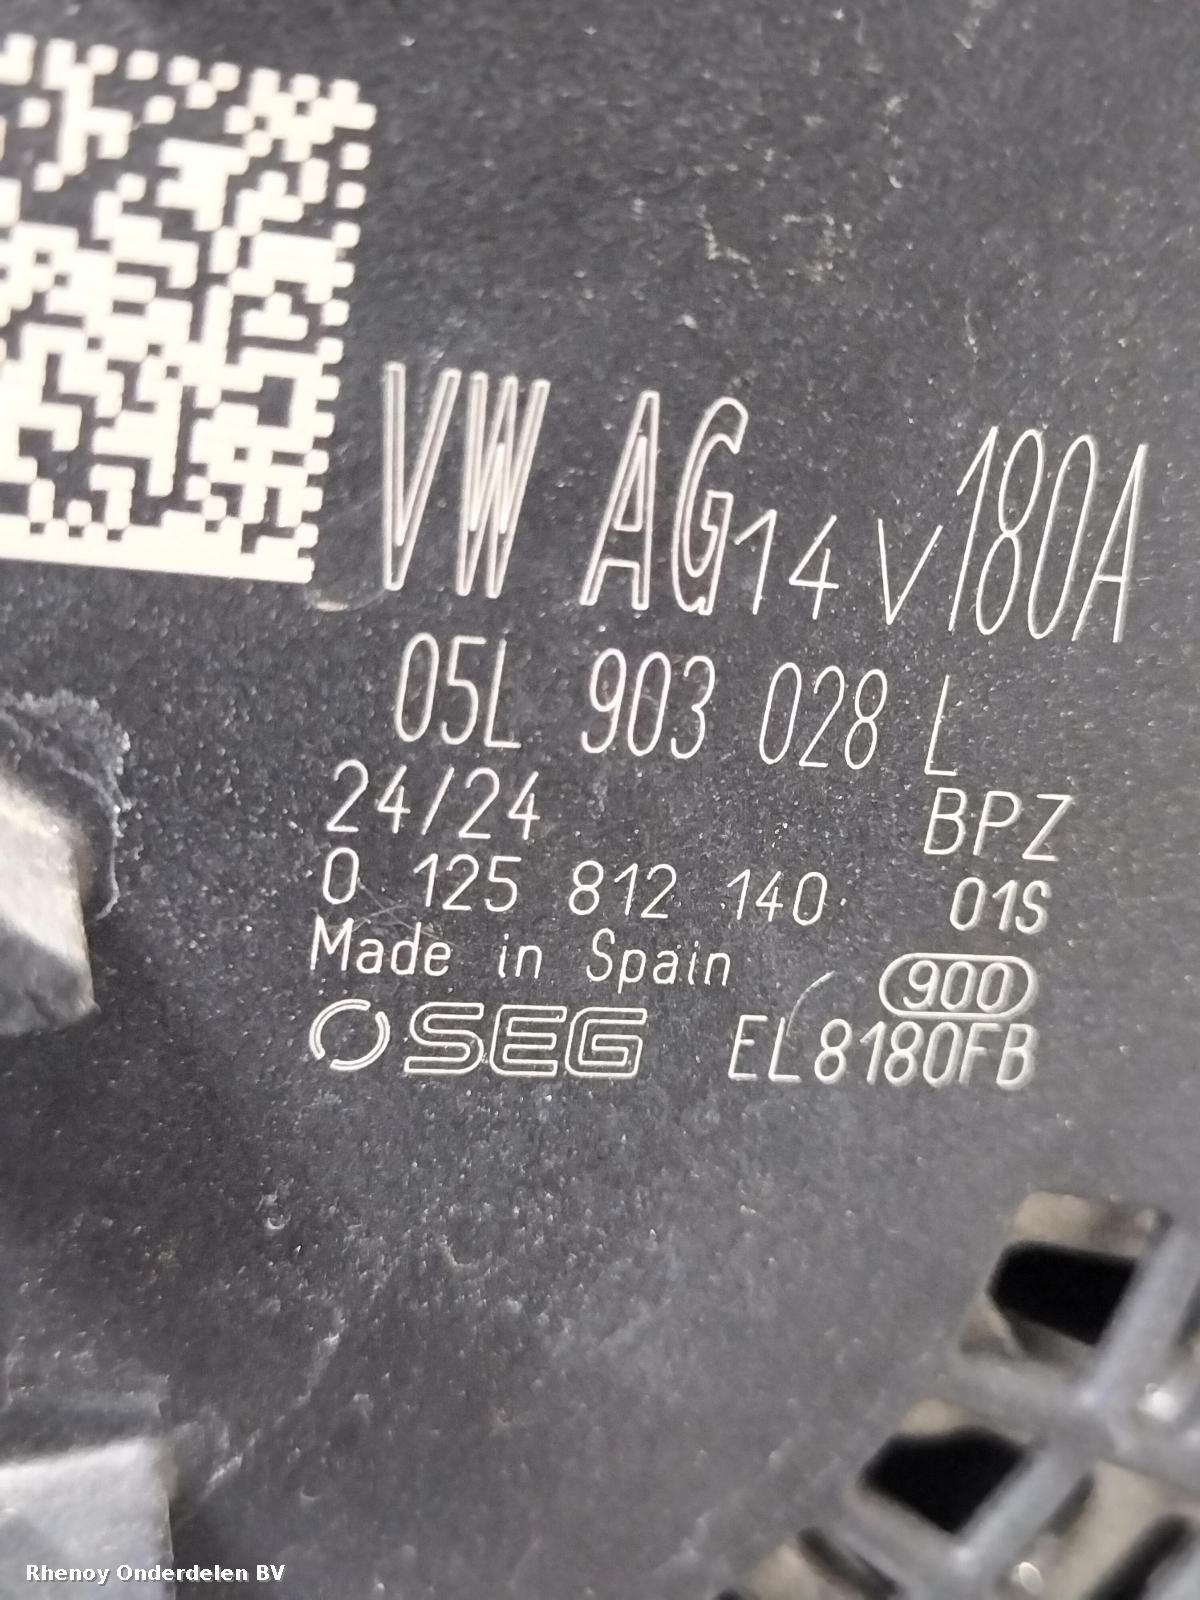 VW AG 14 V 180A
05L 903 028 L
24/24 BPZ
0 125 812 140 01S
Made in Spain 900
SEG EL8180FB
Rhenoy Onderdelen BV